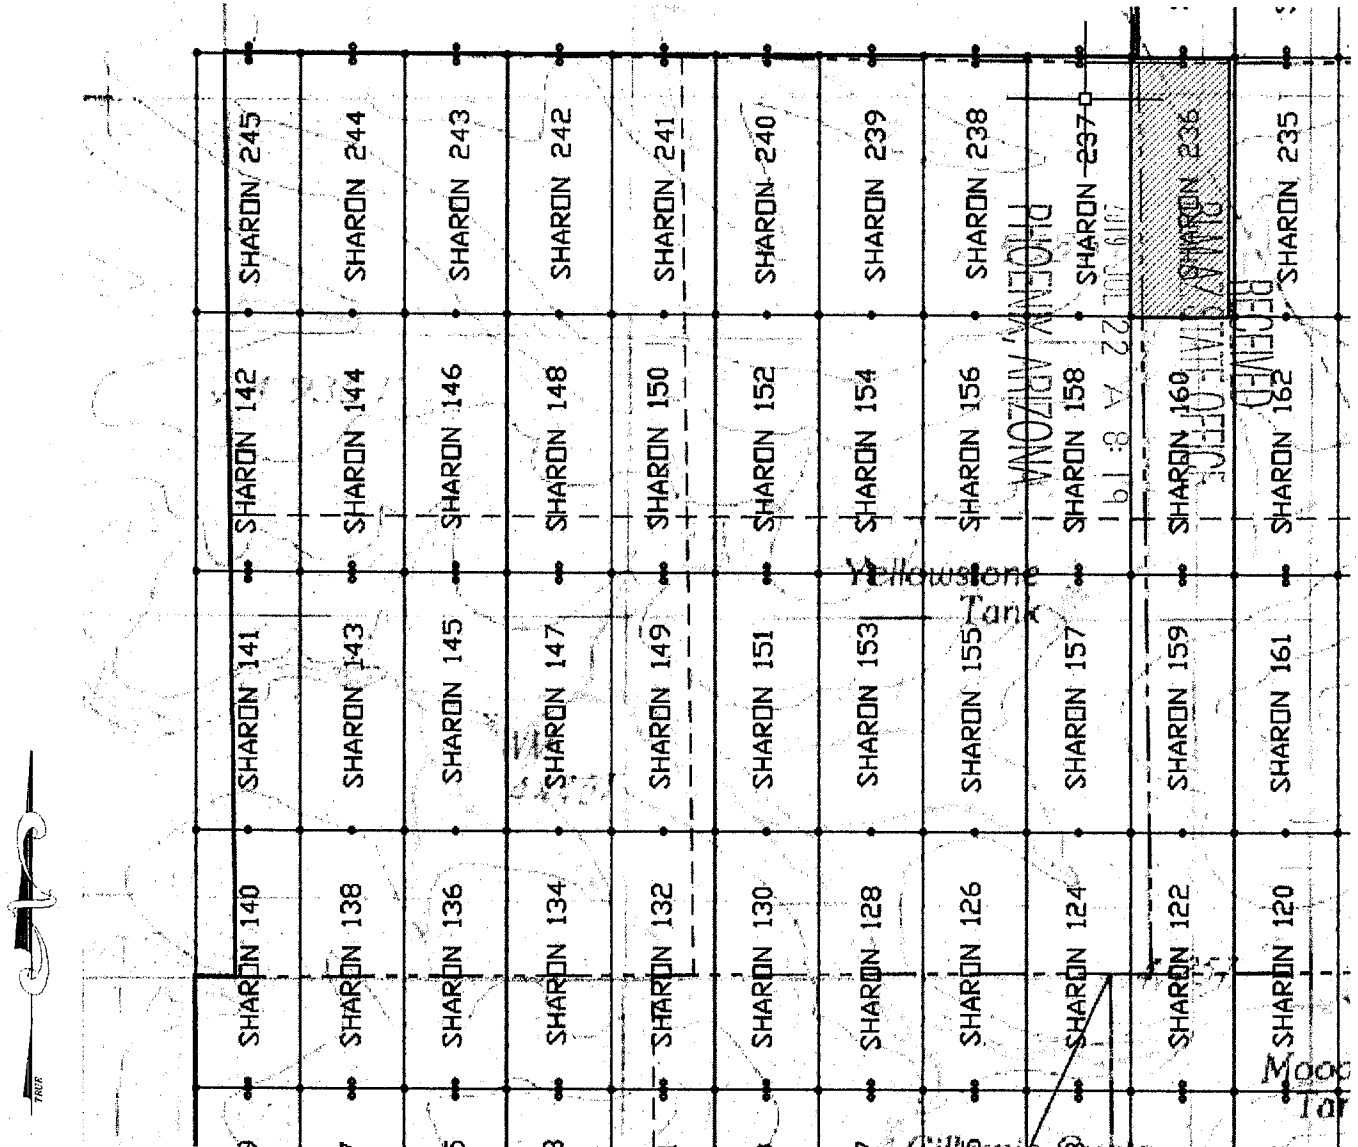 SHARON 245
SHARON 244
SHARON 243
SHARON 242
SHARON 241
SHARON 240
SHARON 239
SHARON 238
SHARON 237
SHARON 236
SHARON 235
SHARON 142
SHARON 144
SHARON 146
SHARON 148
SHARON 150
SHARON 152
SHARON 154
SHARON 156
SHARON 158
SHARON 160
SHARON 162
RECEIVED
STATE OFFICE
22 A 8:19
PHOENIX, ARIZONA
Yellowstone
Tank
SHARON 141
SHARON 143
SHARON 145
SHARON 147
SHARON 149
SHARON 151
SHARON 153
SHARON 155
SHARON 157
SHARON 159
SHARON 161
SHARON 140
SHARON 138
SHARON 136
SHARON 134
SHARON 132
SHARON 130
SHARON 128
SHARON 126
SHARON 124
SHARON 122
SHARON 120
TRUE